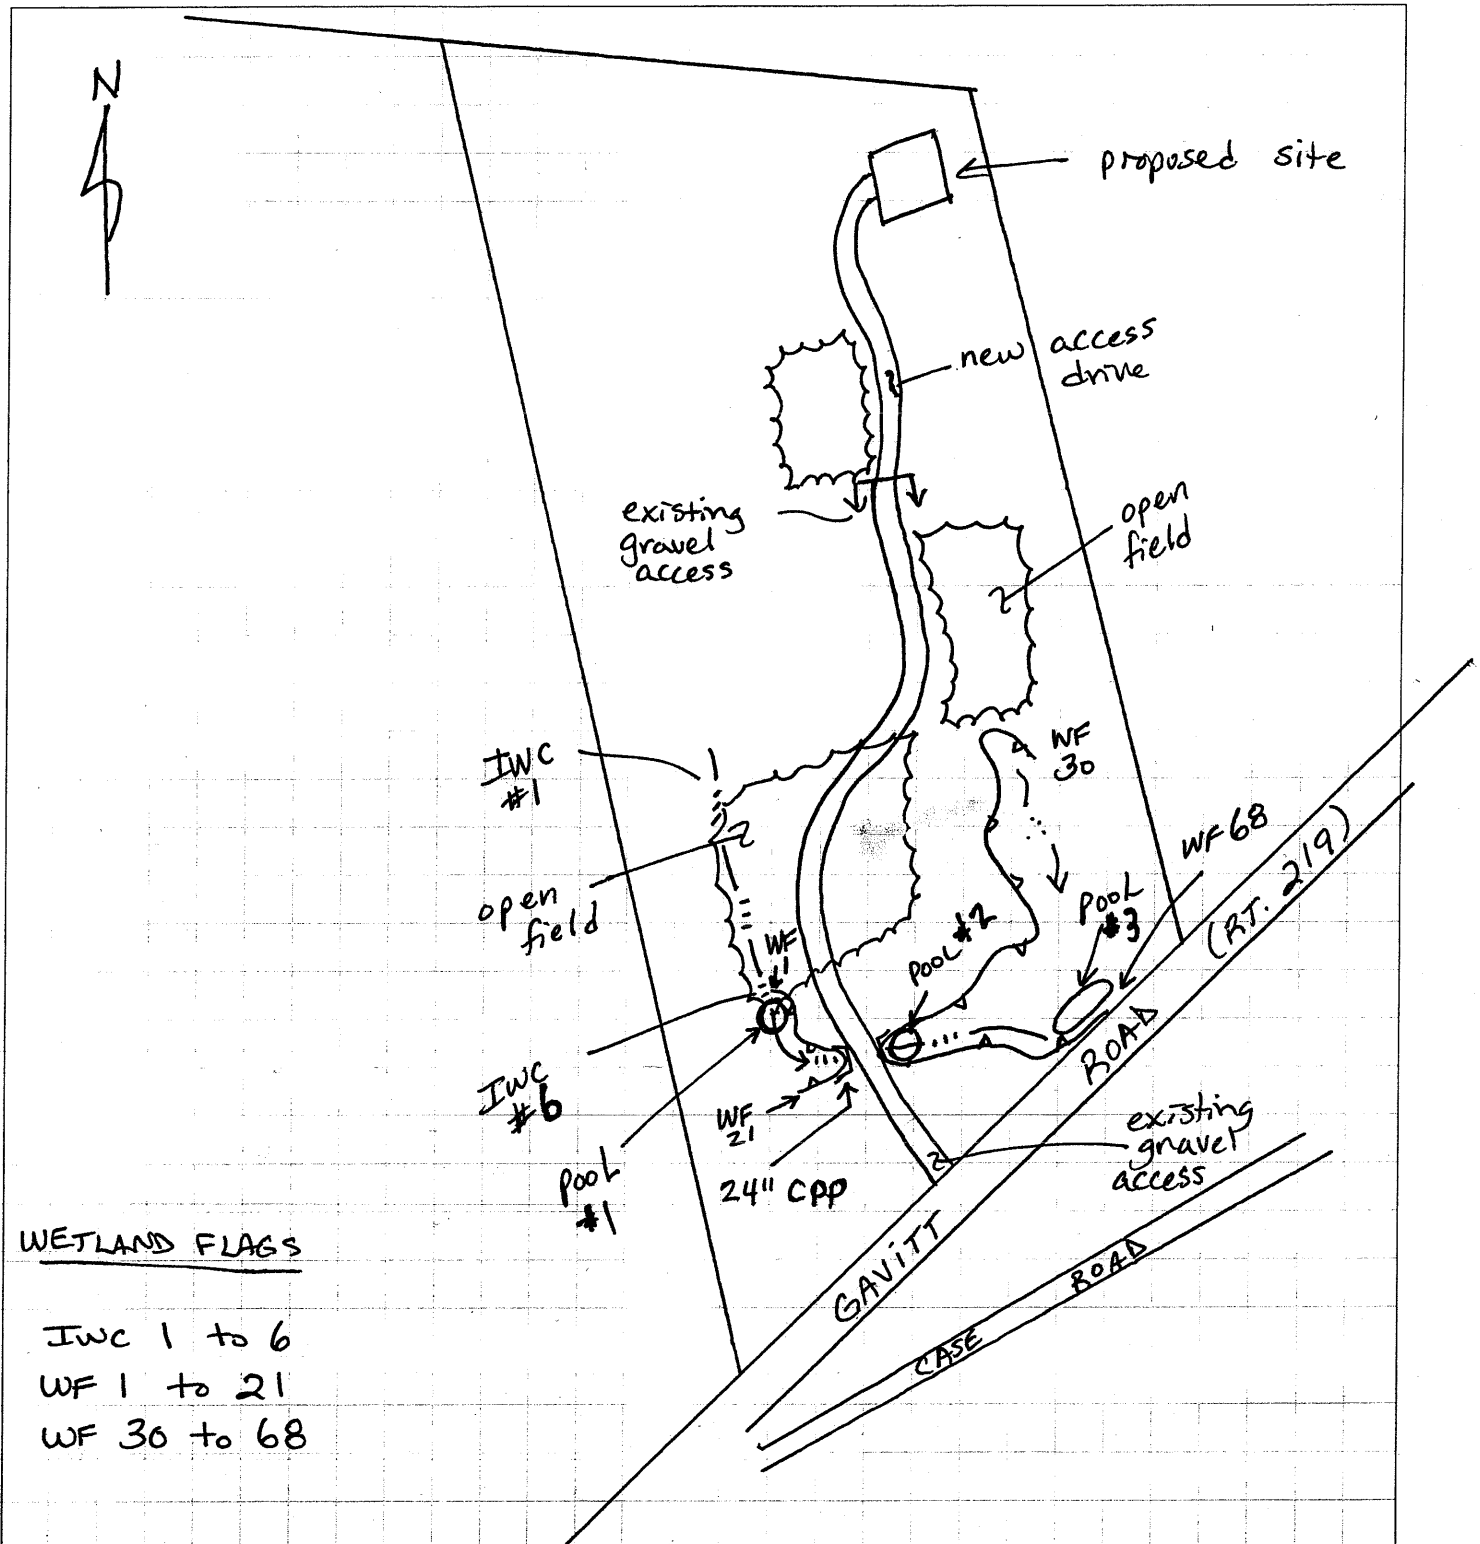 N
proposed site
new access
drive
existing
gravel
access
open
field
IWC
#1
WF
30
WF 68
(RT. 219)
open
field
WF
1
POOL #2
POOL
#3
IWC
#6
WF
21
24" CPP
POOL
#1
existing
gravel
access
GAVITT ROAD
CASE ROAD
WETLAND FLAGS
IWC 1 to 6
WF 1 to 21
WF 30 to 68